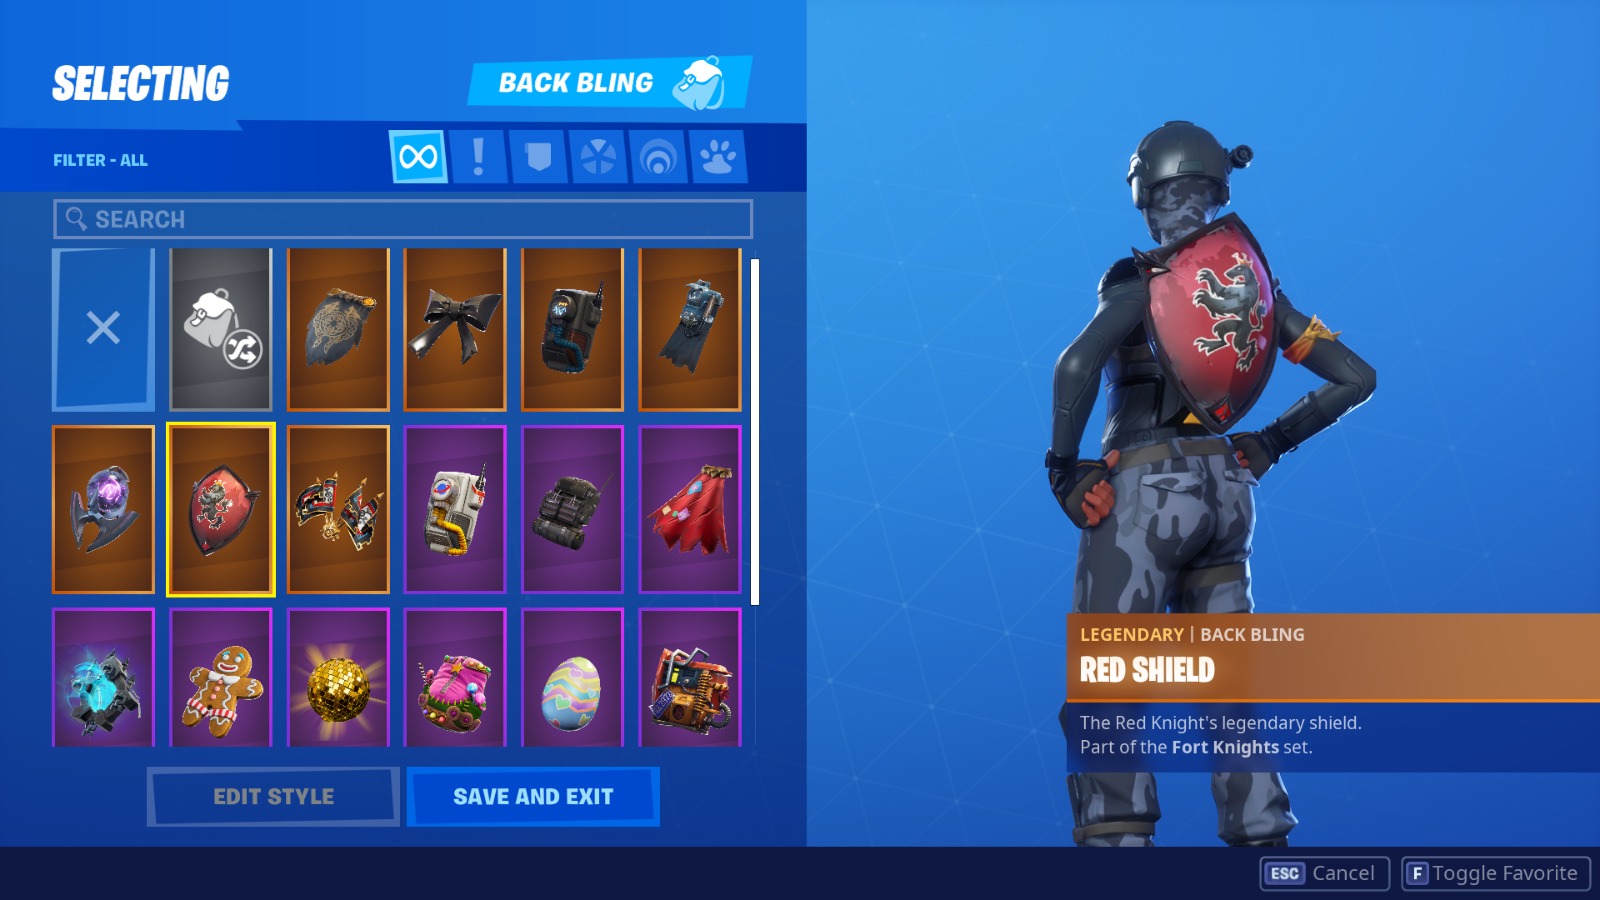 SELECTING
BACK BLING
FILTER - ALL
SEARCH
LEGENDARY | BACK BLING
RED SHIELD
The Red Knight's legendary shield.
Part of the Fort Knights set.
EDIT STYLE
SAVE AND EXIT
ESC Cancel
F Toggle Favorite